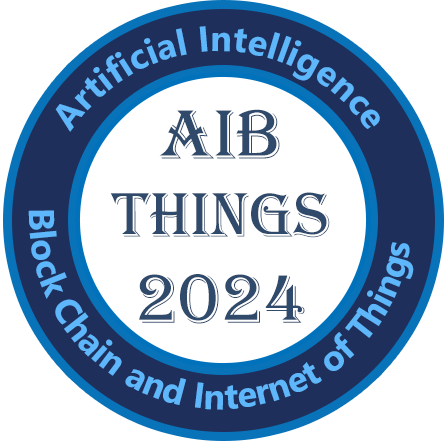 Artificial Intelligence
AIB
THINGS
2024
Block Chain and Internet of Things